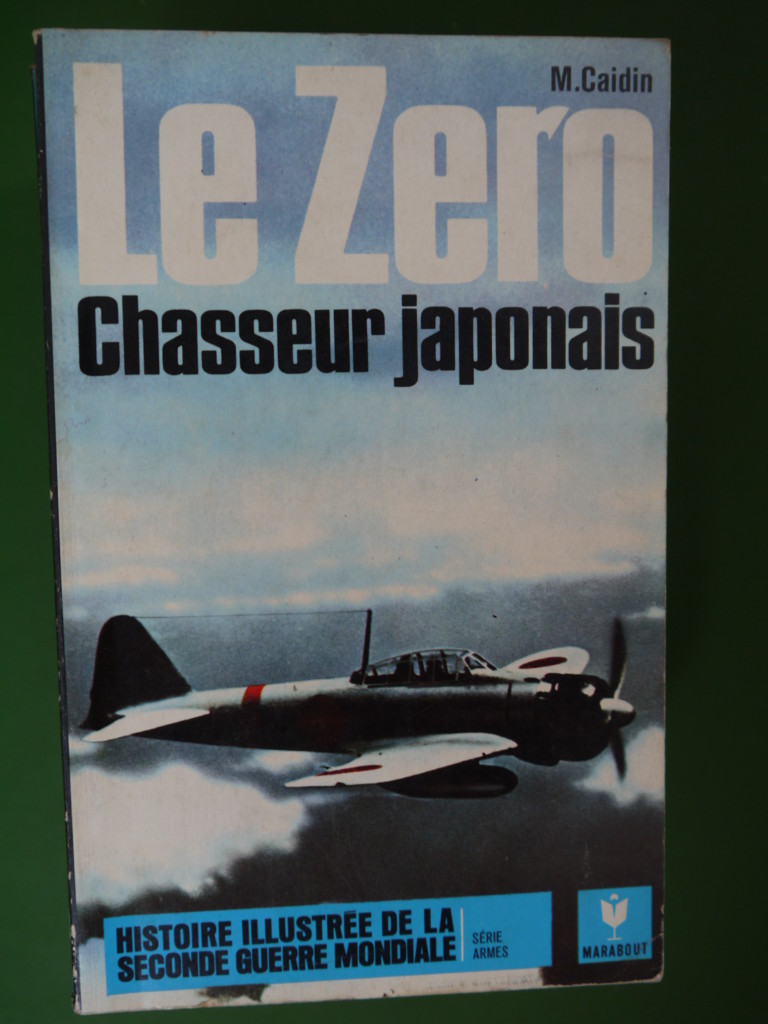 M.Caidin
Le Zero
Chasseur japonais
HISTOIRE ILLUSTRÉE DE LA
SECONDE GUERRE MONDIALE
SÉRIE
ARMES
MARABOUT